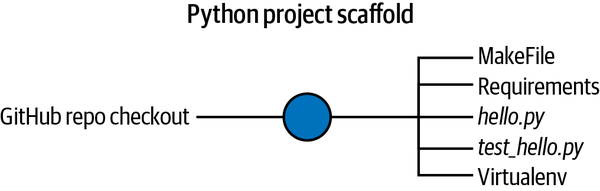 Python project scaffold
MakeFile
Requirements
GitHub repo checkout
hello.py
test_hello.py
Virtualenv